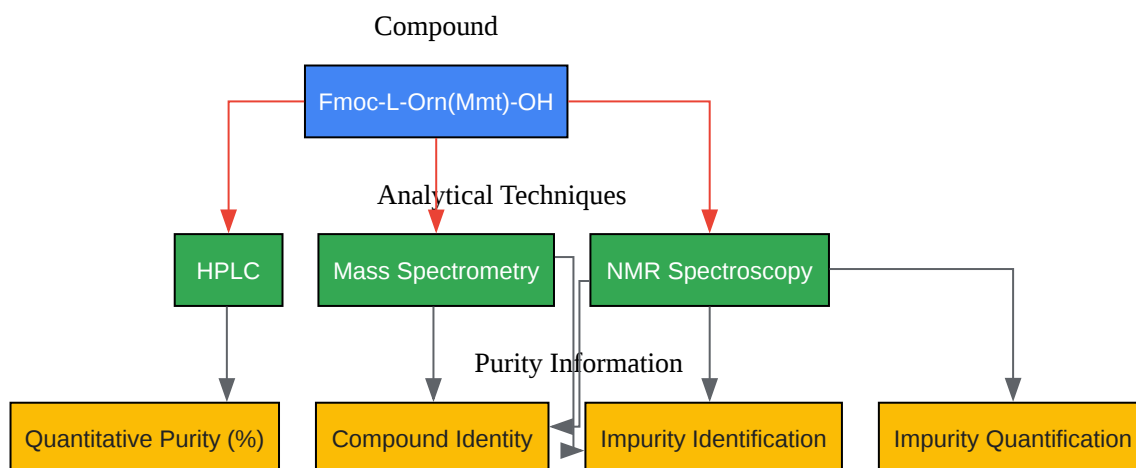 Compound
Fmoc-L-Orn(Mmt)-OH
Analytical Techniques
HPLC
Mass Spectrometry
NMR Spectroscopy
Purity Information
Quantitative Purity (%)
Compound Identity
Impurity Identification
Impurity Quantification